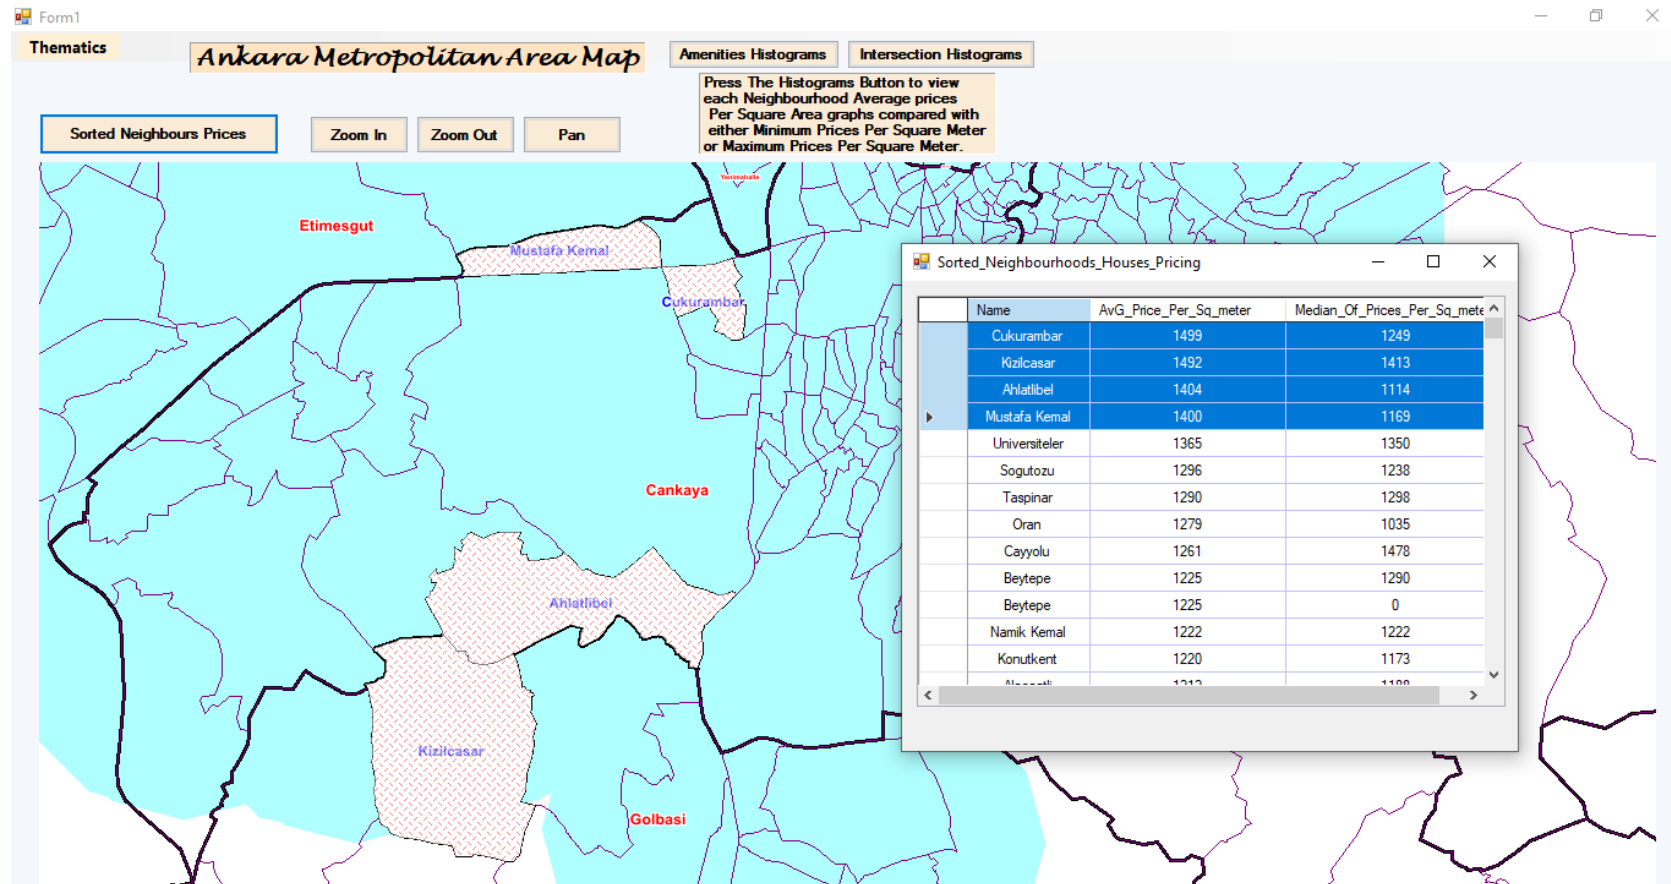 Form1
Thematics
Ankara Metropolitan Area Map
Amenities Histograms
Intersection Histograms
Press The Histograms Button to view
each Neighbourhood Average prices
Per Square Area graphs compared with
either Minimum Prices Per Square Meter
or Maximum Prices Per Square Meter.
Sorted Neighbours Prices
Zoom In
Zoom Out
Pan
Yenimahalle
Etimesgut
Mustafa Kemal
Cukurambar
Cankaya
Ahlatlibel
Kizilcasar
Golbasi
Sorted_Neighbourhoods_Houses_Pricing
Name AvG_Price_Per_Sq_meter Median_Of_Prices_Per_Sq_mete
Cukurambar 1499 1249
Kizilcasar 1492 1413
Ahlatlibel 1404 1114
Mustafa Kemal 1400 1169
Universiteler 1365 1350
Sogutozu 1296 1238
Taspinar 1290 1298
Oran 1279 1035
Cayyolu 1261 1478
Beytepe 1225 1290
Beytepe 1225 0
Namik Kemal 1222 1222
Konutkent 1220 1173